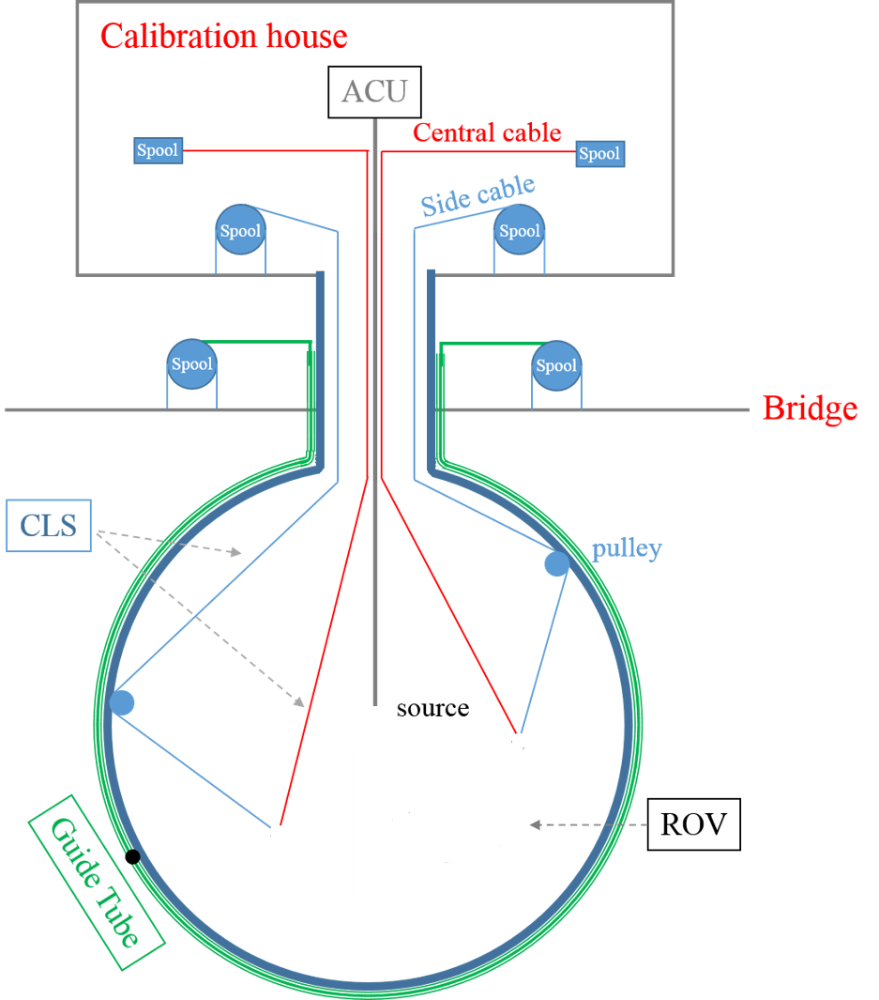 Calibration house
ACU
Central cable
Spool
Spool
Side cable
Spool
Spool
Spool
Spool
Bridge
CLS
pulley
source
ROV
Guide Tube